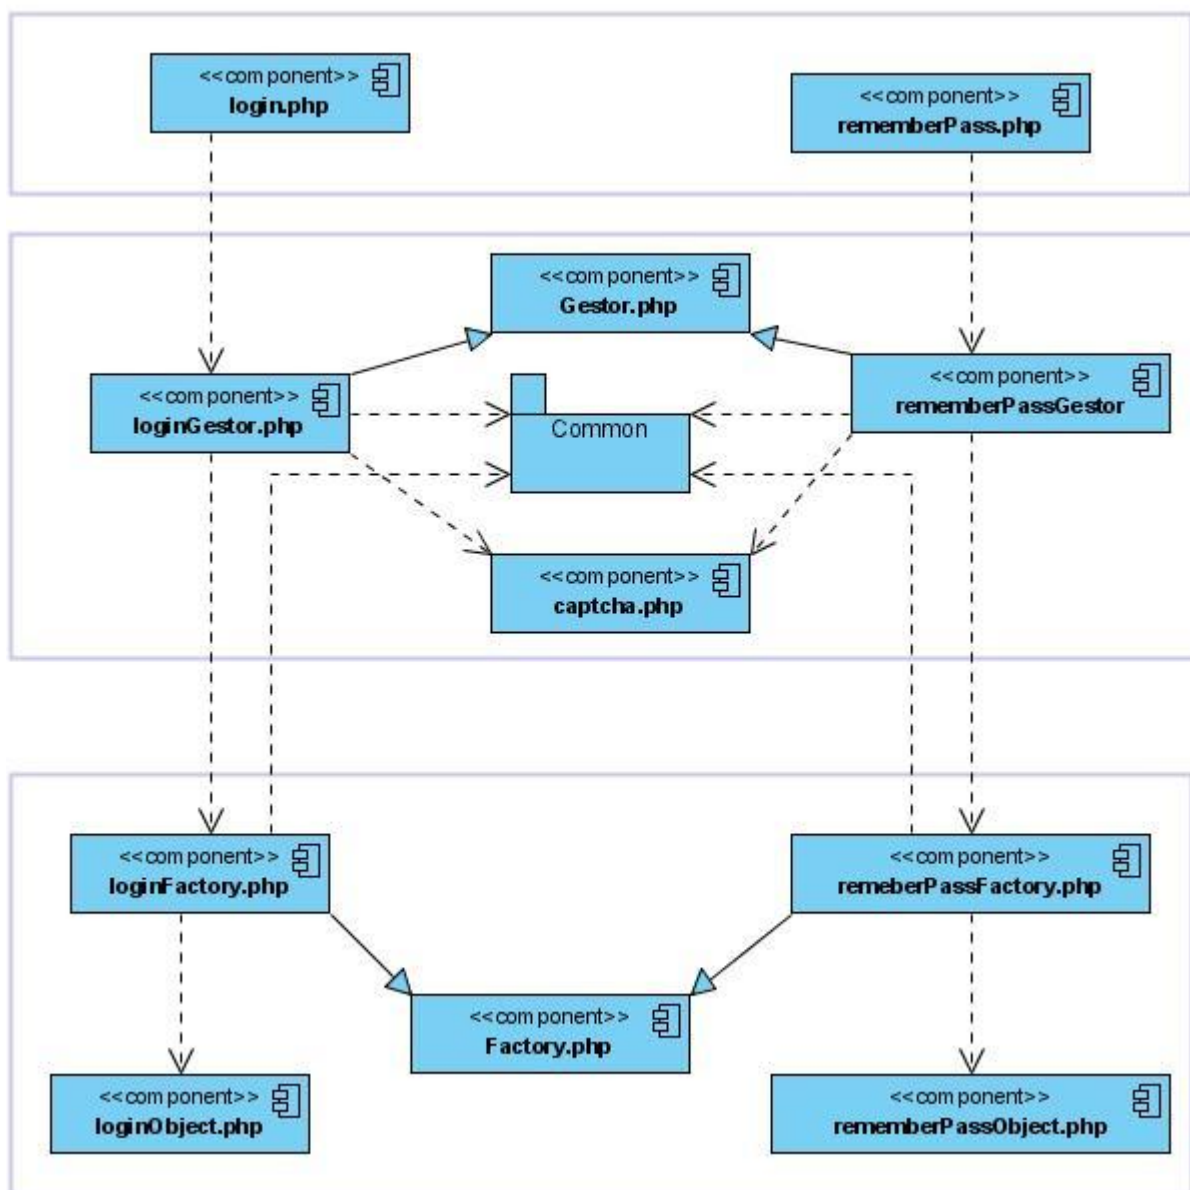 <<component>>
login.php
<<component>>
rememberPass.php
<<component>>
Gestor.php
<<component>>
loginGestor.php
<<component>>
rememberPassGestor
Common
<<component>>
captcha.php
<<component>>
loginFactory.php
<<component>>
remeberPassFactory.php
<<component>>
Factory.php
<<component>>
loginObject.php
<<component>>
rememberPassObject.php